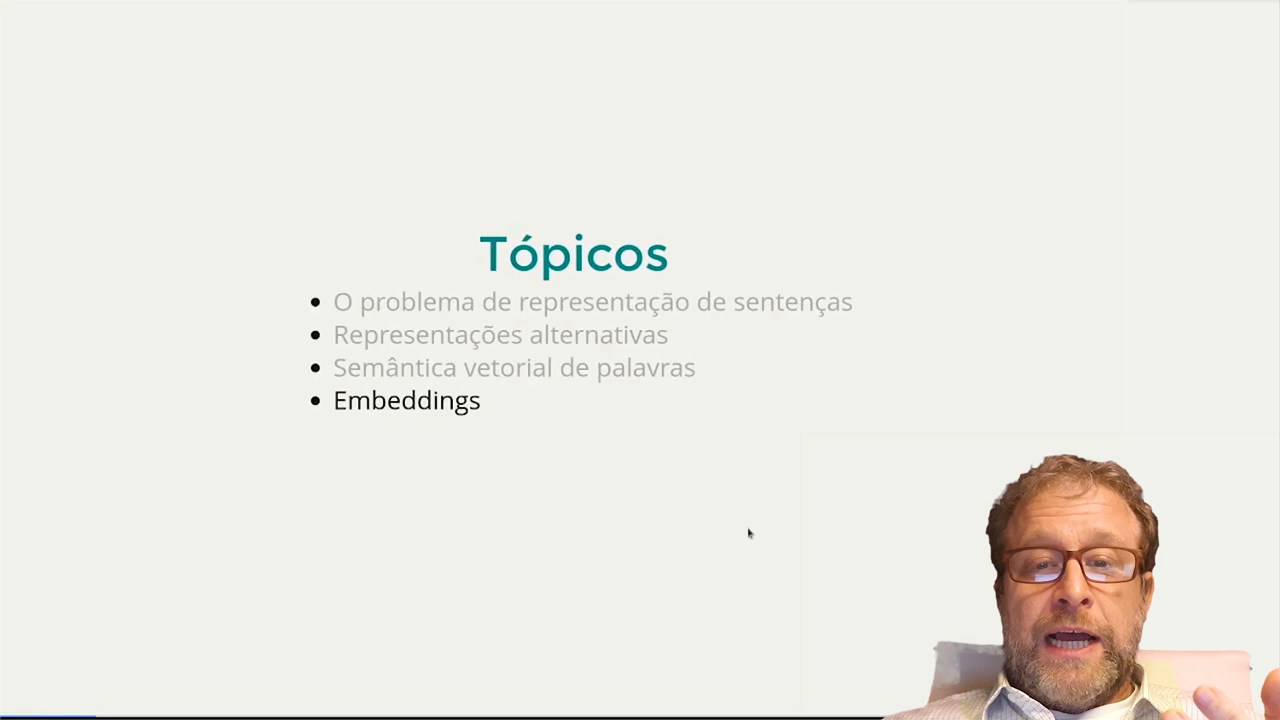 Tópicos
O problema de representação de sentenças
Representações alternativas
Semântica vetorial de palavras
Embeddings